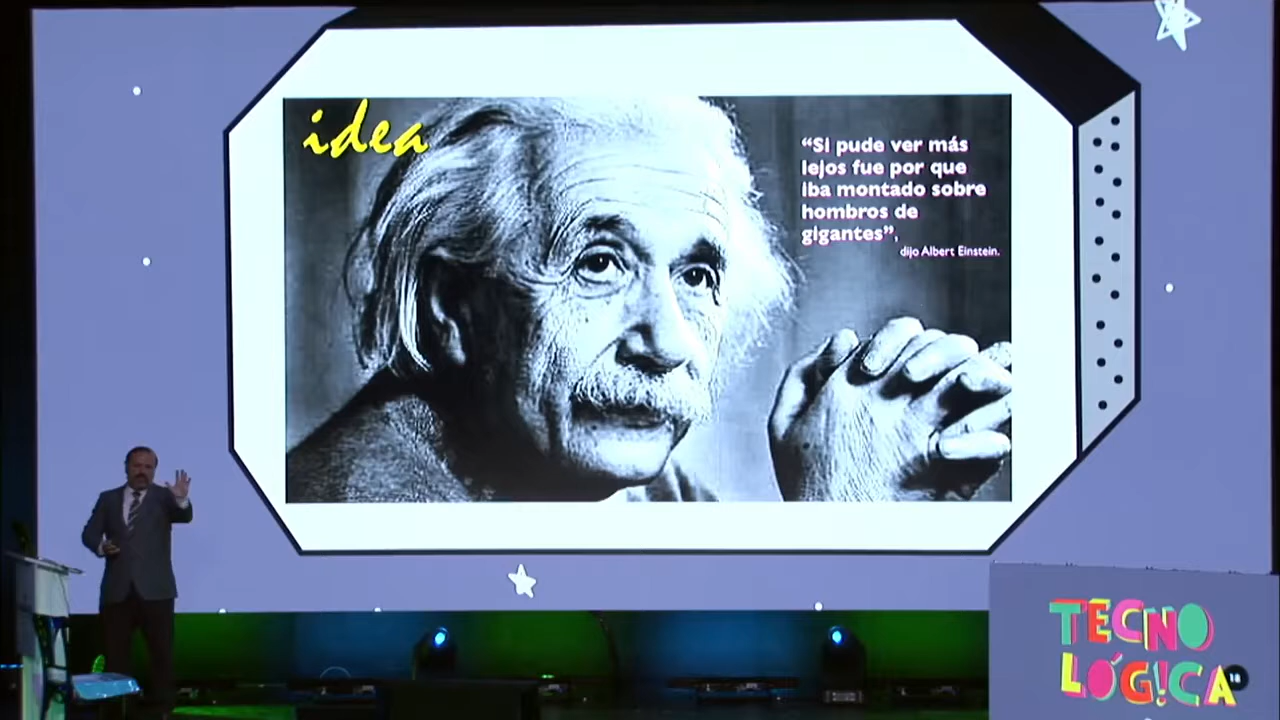 idea
“Si pude ver más
lejos fue por que
iba montado sobre
hombros de
gigantes”,
dijo Albert Einstein.
TECNO
LÓG!CA
18